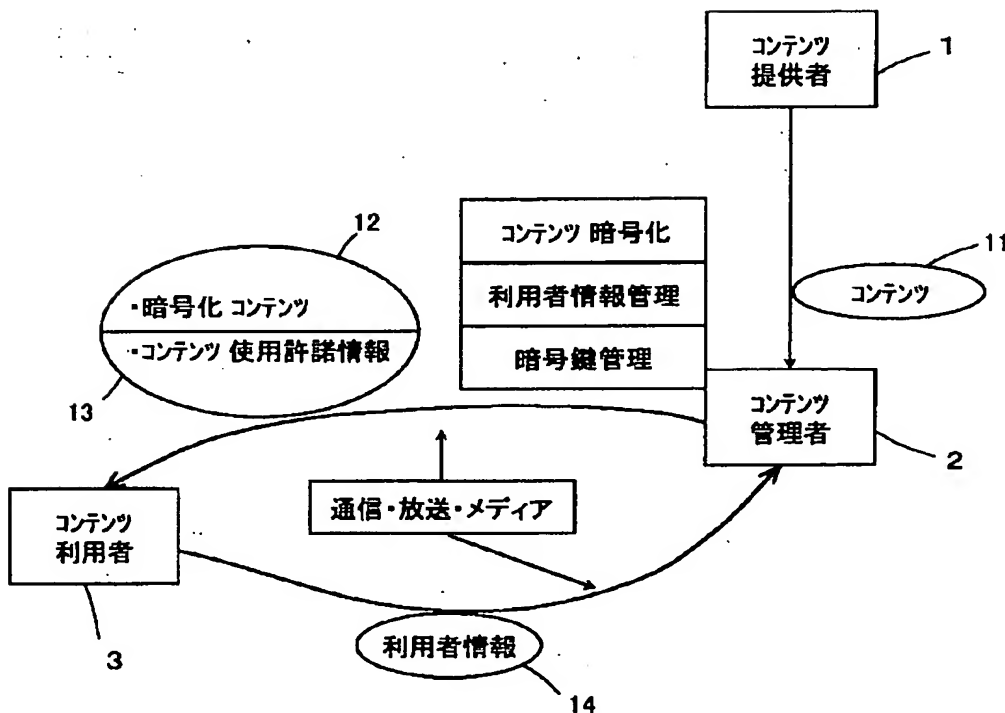 コンテンツ
提供者
1
12
コンテンツ 暗号化
11
・暗号化 コンテンツ
利用者情報管理
コンテンツ
・コンテンツ 使用許諾情報
暗号鍵管理
13
コンテンツ
管理者
2
通信・放送・メディア
コンテンツ
利用者
3
利用者情報
14